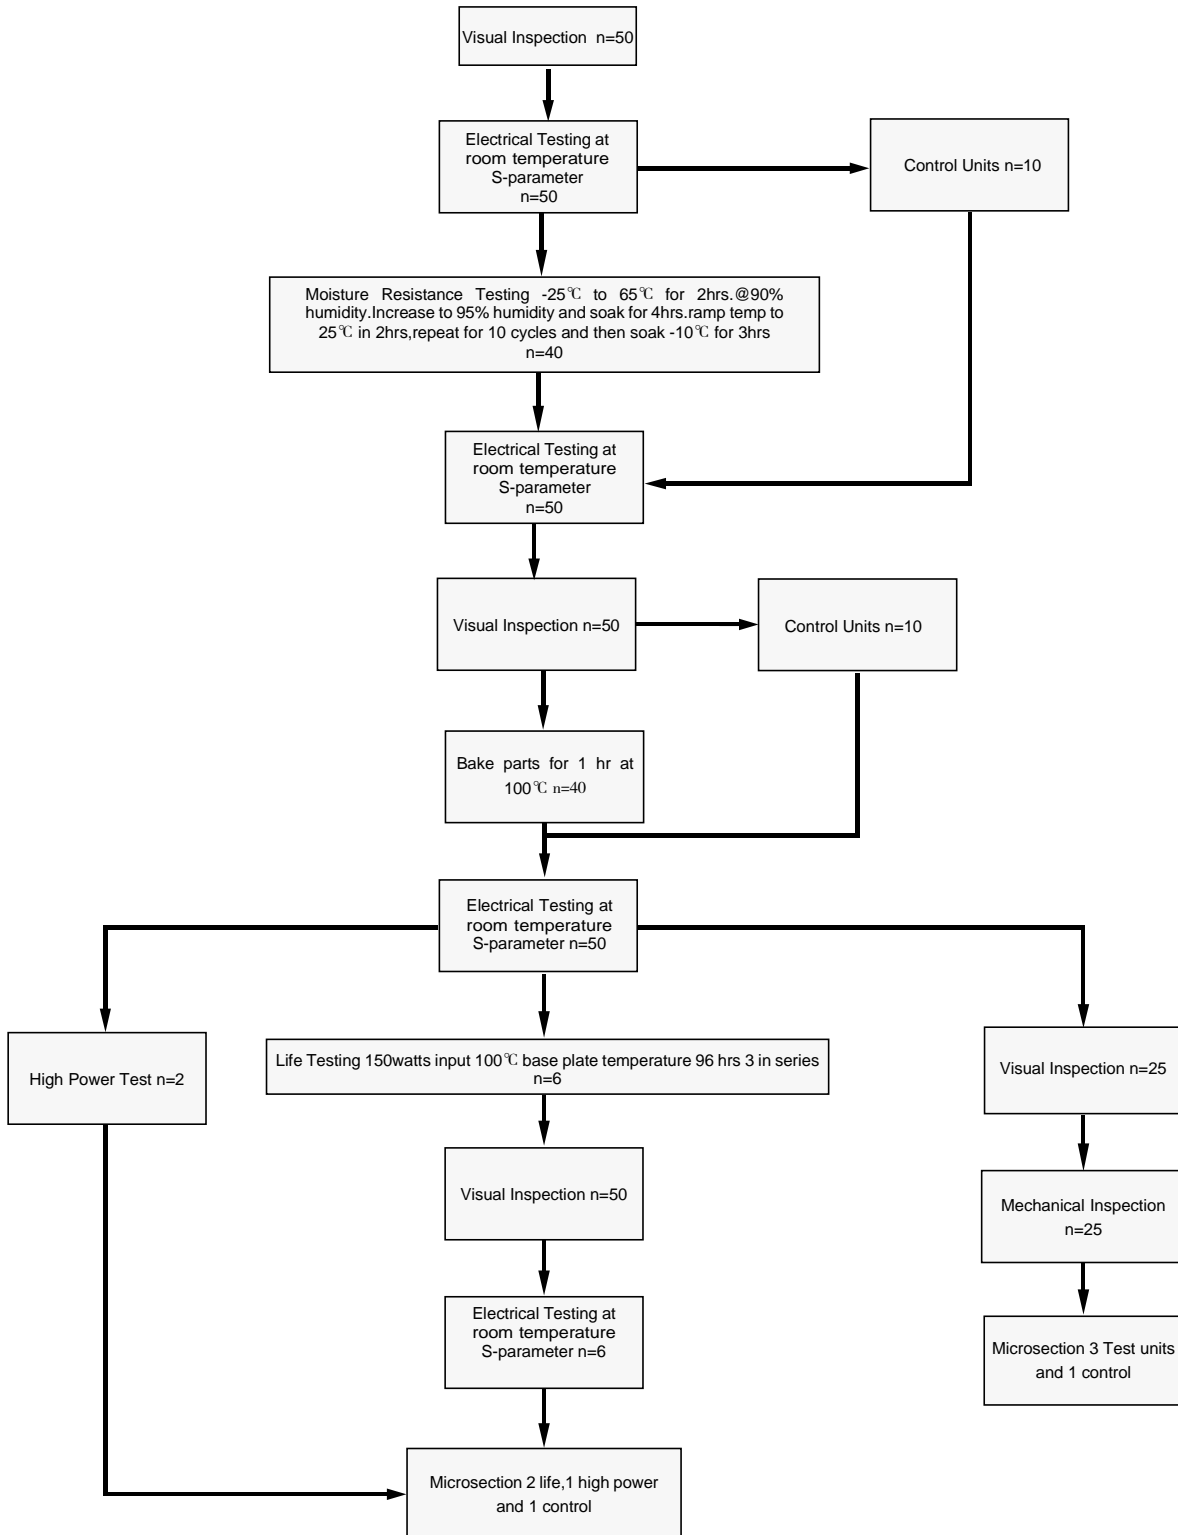 Visual Inspection n=50
Electrical Testing at
room temperature
S-parameter
n=50
Control Units n=10
Moisture Resistance Testing -25℃ to 65℃ for 2hrs.@90%
humidity.Increase to 95% humidity and soak for 4hrs.ramp temp to
25℃ in 2hrs,repeat for 10 cycles and then soak -10℃ for 3hrs
n=40
Electrical Testing at
room temperature
S-parameter
n=50
Visual Inspection n=50
Control Units n=10
Bake parts for 1 hr at
100℃ n=40
Electrical Testing at
room temperature
S-parameter n=50
High Power Test n=2
Life Testing 150watts input 100℃ base plate temperature 96 hrs 3 in series
n=6
Visual Inspection n=25
Visual Inspection n=50
Mechanical Inspection
n=25
Electrical Testing at
room temperature
S-parameter n=6
Microsection 3 Test units
and 1 control
Microsection 2 life,1 high power
and 1 control